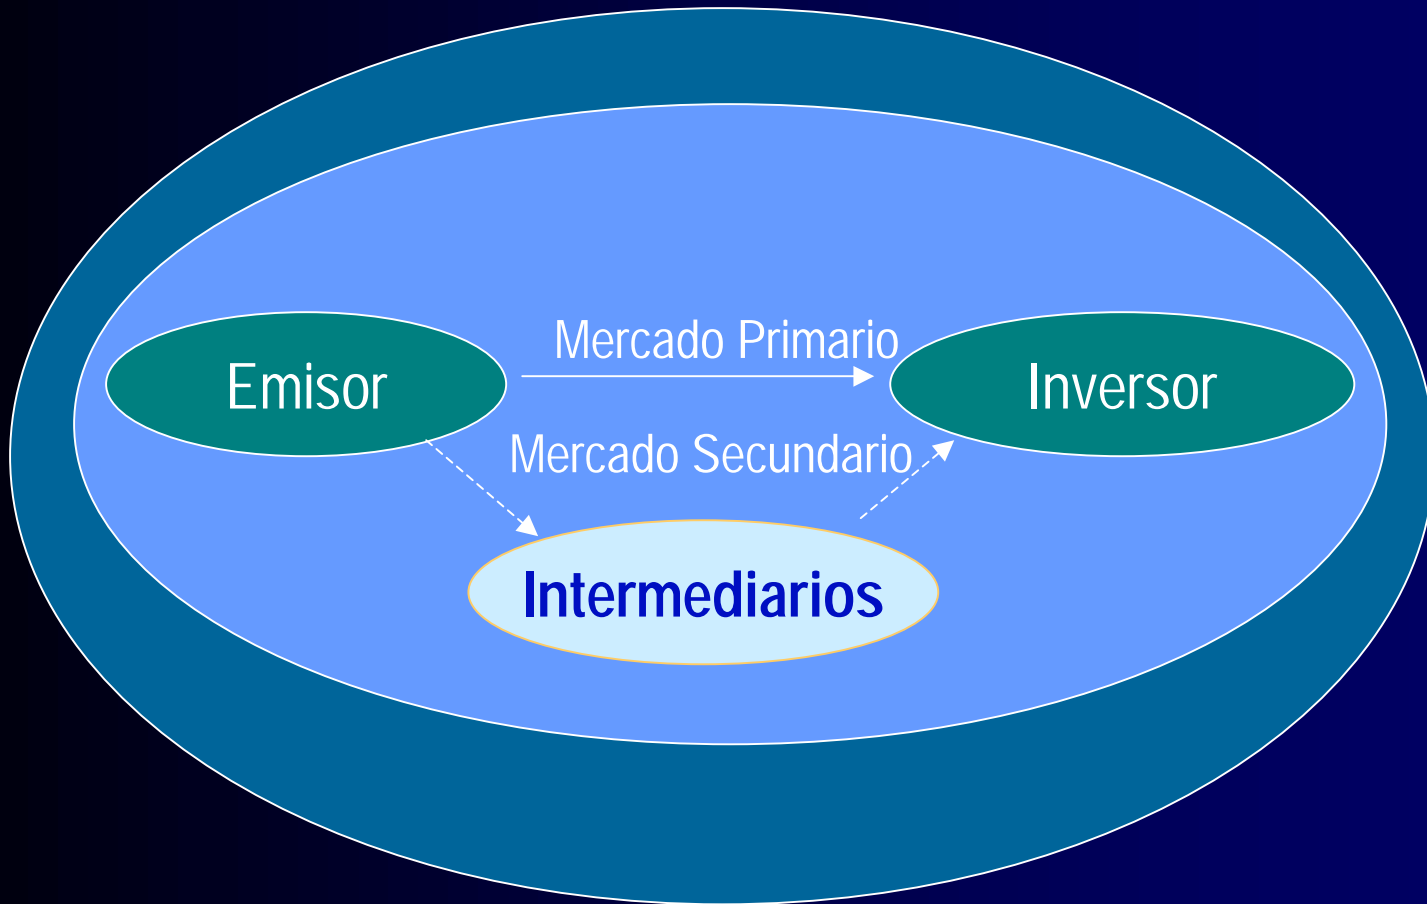 Mercado Primario
Emisor
Inversor
Mercado Secundario
Intermediarios